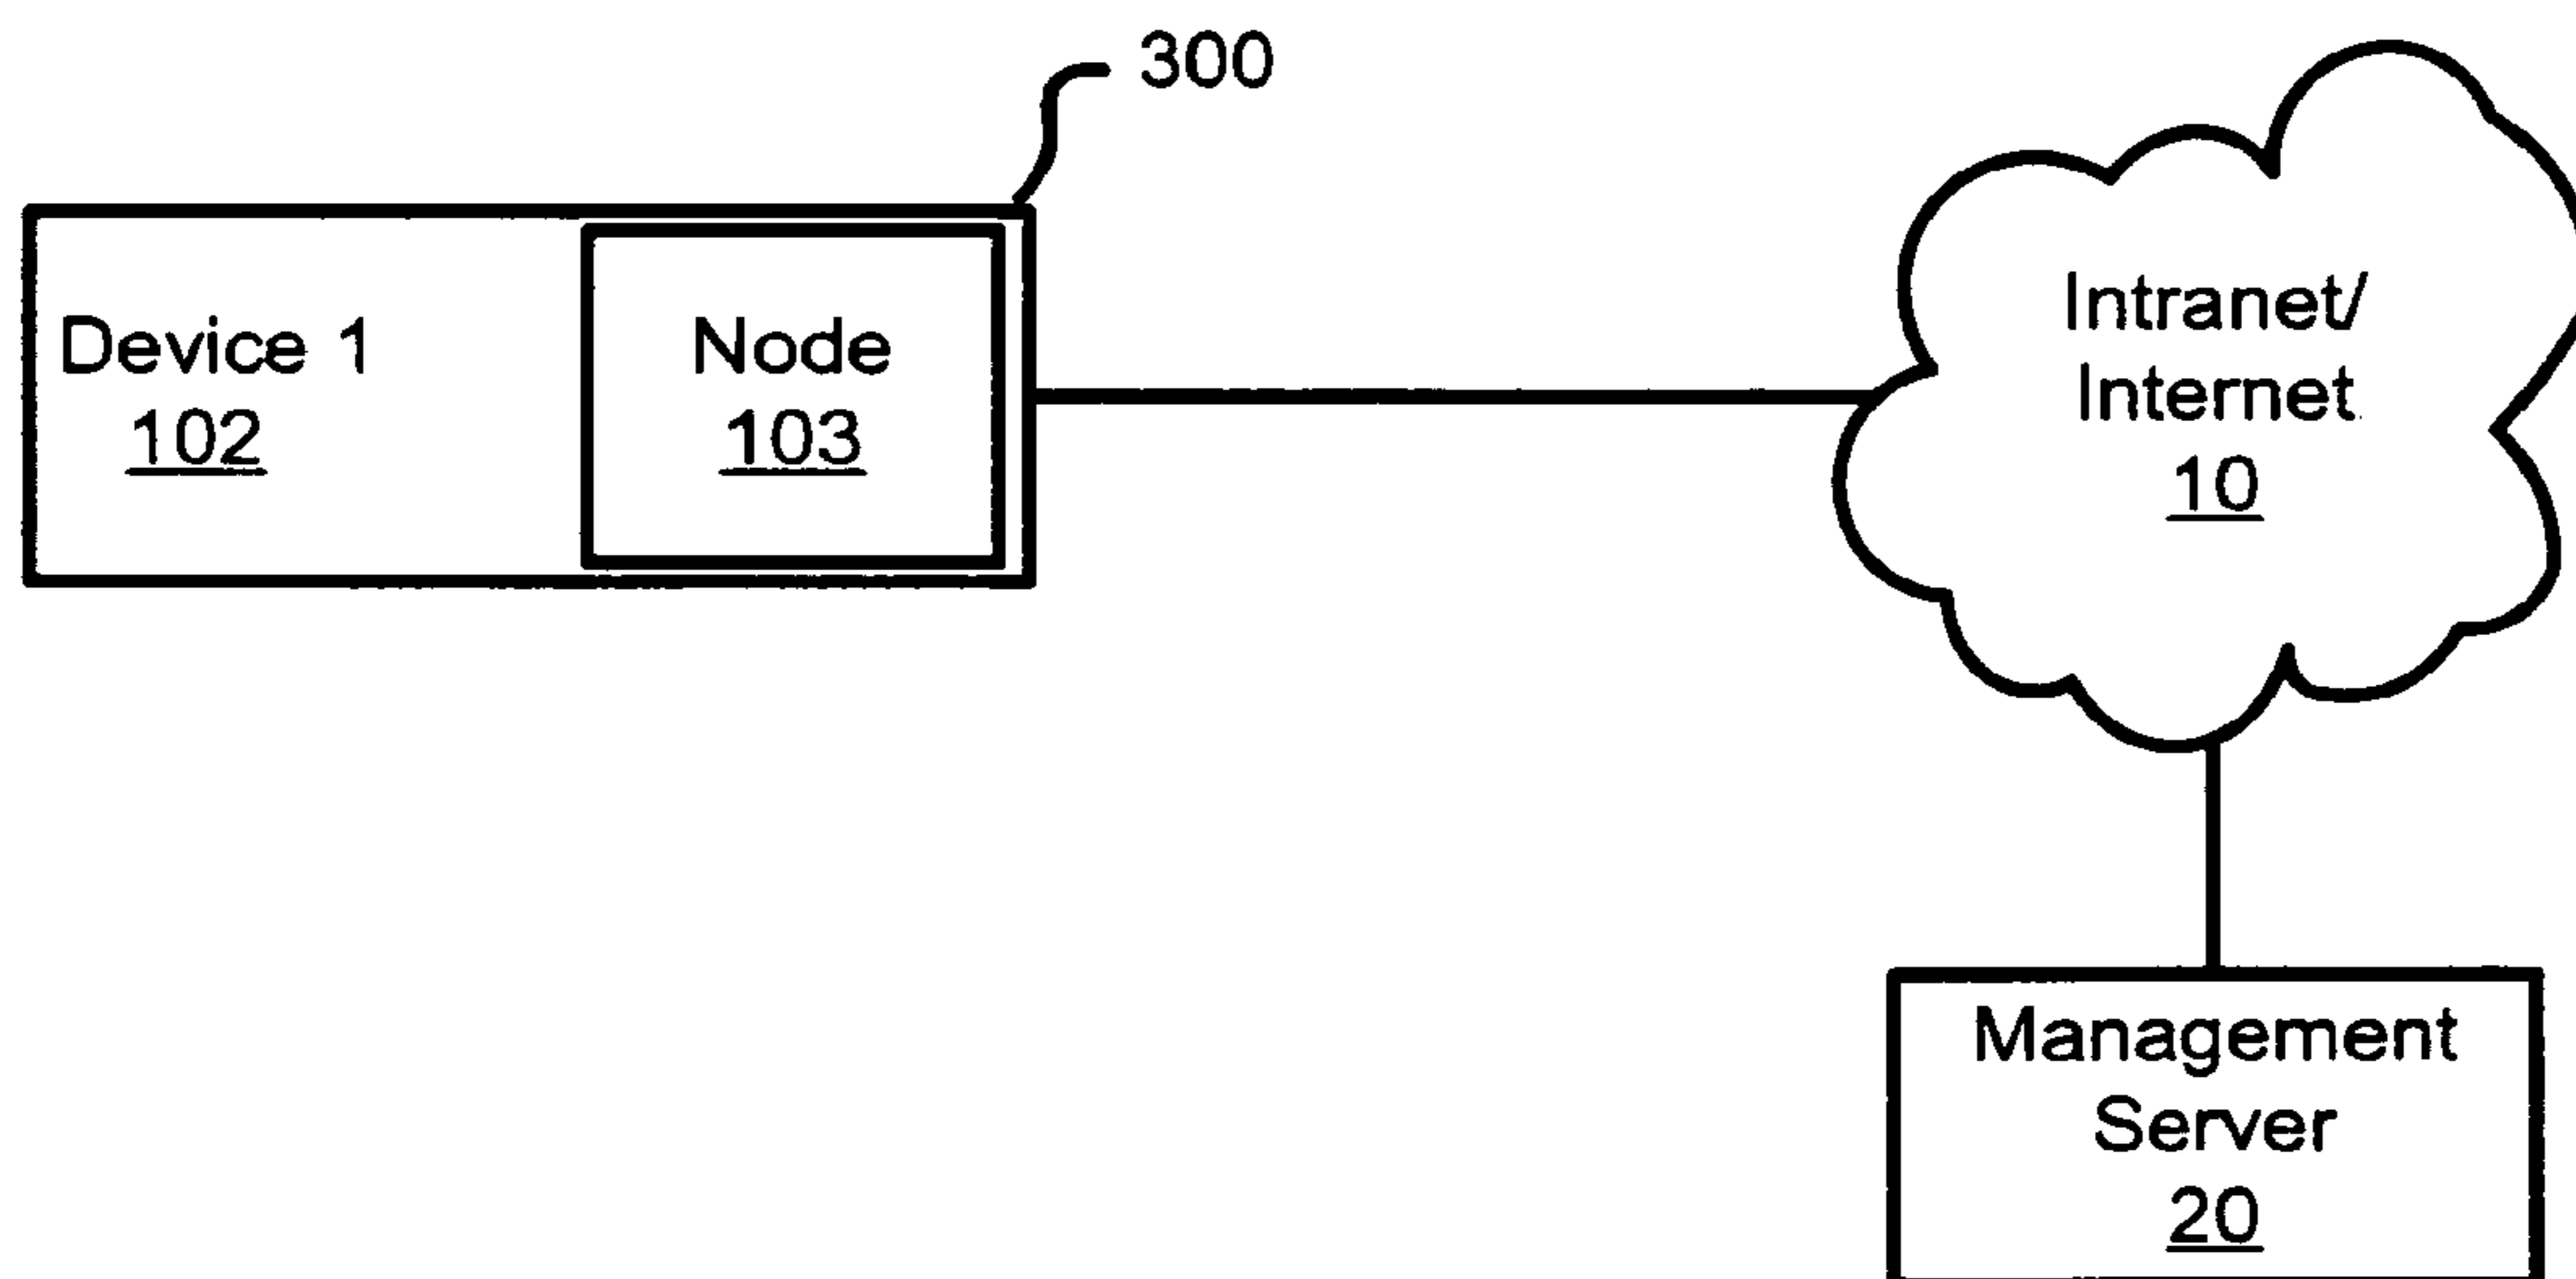 300
Device 1
102
Node
103
Intranet/
Internet
10
Management
Server
20